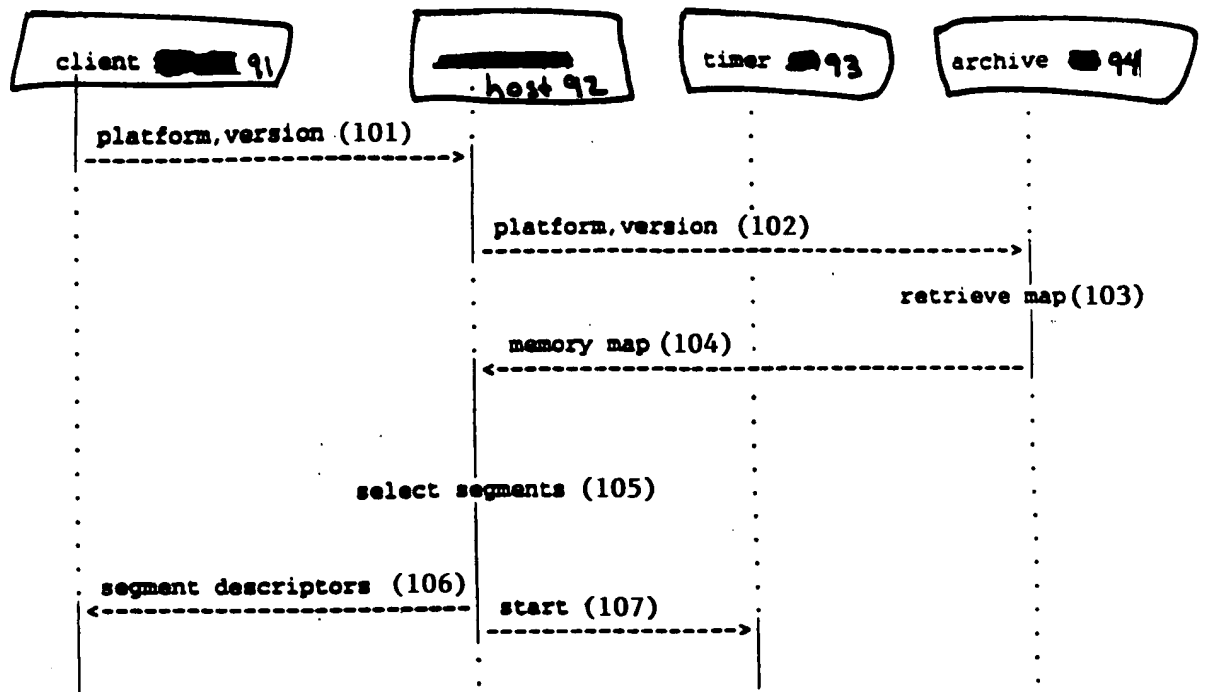 client 91
host 92
timer 93
archive 94
platform,version (101)
platform,version (102)
retrieve map(103)
memory map (104)
select segments (105)
segment descriptors (106)
start (107)